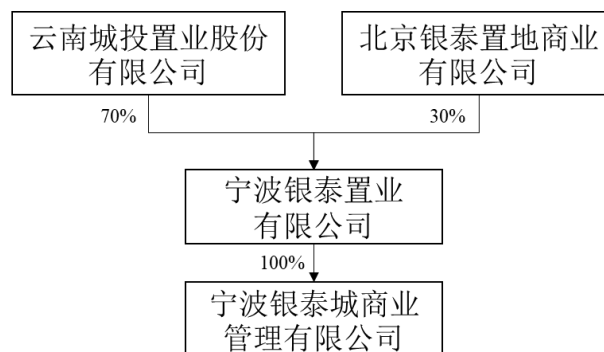 云南城投置业股份
有限公司
北京银泰置地商业
有限公司
70%
30%
宁波银泰置业
有限公司
100%
宁波银泰城商业
管理有限公司